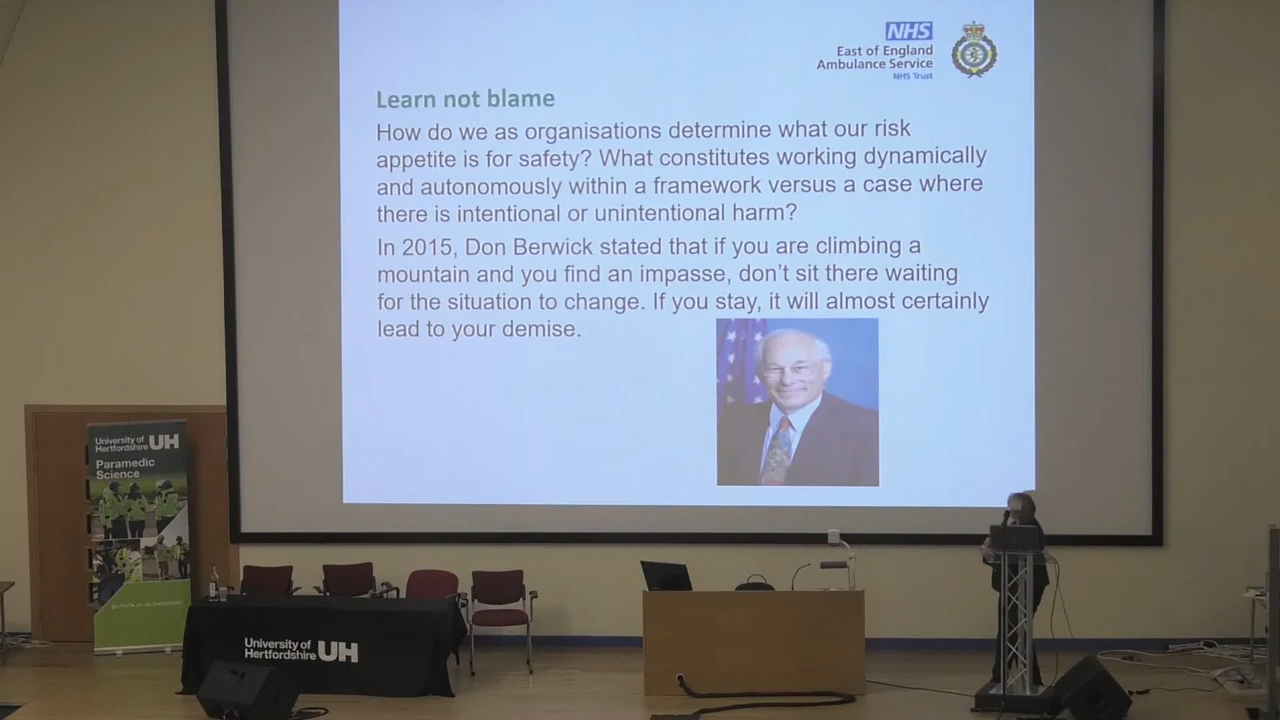 NHS
East of England
Ambulance Service
NHS Trust
Learn not blame
How do we as organisations determine what our risk
appetite is for safety? What constitutes working dynamically
and autonomously within a framework versus a case where
there is intentional or unintentional harm?
In 2015, Don Berwick stated that if you are climbing a
mountain and you find an impasse, don't sit there waiting
for the situation to change. If you stay, it will almost certainly
lead to your demise.
University of
Hertfordshire UH
Paramedic
Science
University of
Hertfordshire UH